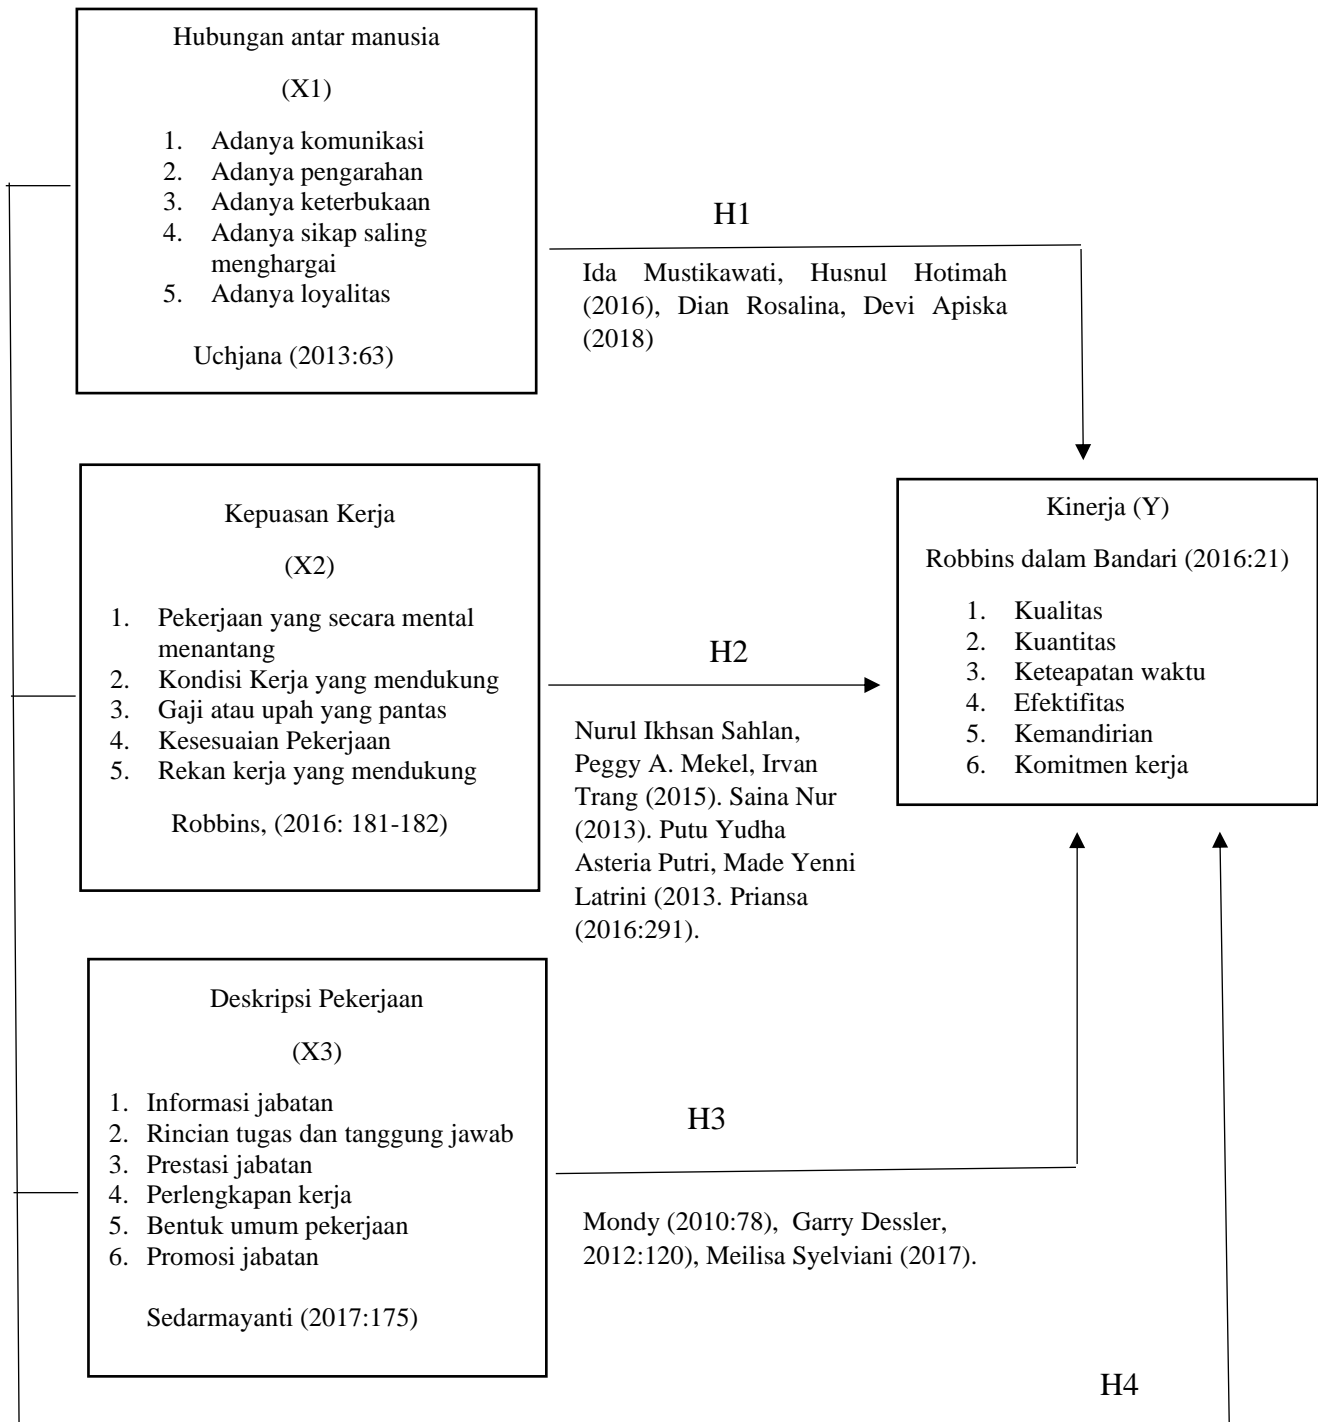 Hubungan antar manusia
(X1)
1. Adanya komunikasi
2. Adanya pengarahan
3. Adanya keterbukaan
4. Adanya sikap saling
menghargai
5. Adanya loyalitas
Uchjana (2013:63)
H1
Ida Mustikawati, Husnul Hotimah
(2016), Dian Rosalina, Devi Apiska
(2018)
Kepuasan Kerja
(X2)
1. Pekerjaan yang secara mental
menantang
2. Kondisi Kerja yang mendukung
3. Gaji atau upah yang pantas
4. Kesesuaian Pekerjaan
5. Rekan kerja yang mendukung
Robbins, (2016: 181-182)
H2
Nurul Ikhsan Sahlan,
Peggy A. Mekel, Irvan
Trang (2015). Saina Nur
(2013). Putu Yudha
Asteria Putri, Made Yenni
Latrini (2013. Priansa
(2016:291).
Kinerja (Y)
Robbins dalam Bandari (2016:21)
1. Kualitas
2. Kuantitas
3. Keteapatan waktu
4. Efektifitas
5. Kemandirian
6. Komitmen kerja
Deskripsi Pekerjaan
(X3)
1. Informasi jabatan
2. Rincian tugas dan tanggung jawab
3. Prestasi jabatan
4. Perlengkapan kerja
5. Bentuk umum pekerjaan
6. Promosi jabatan
Sedarmayanti (2017:175)
H3
Mondy (2010:78), Garry Dessler,
2012:120), Meilisa Syelviani (2017).
H4